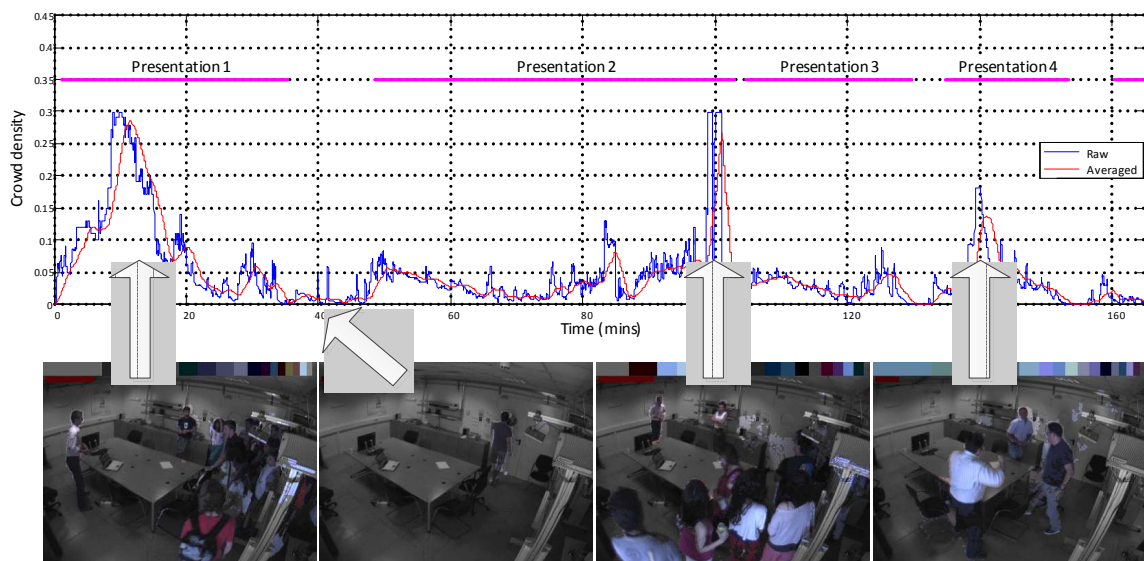 0.45
0.4
0.35
0.3
0.25
0.2
0.15
0.1
0.05
0
Crowd density
Presentation 1
Presentation 2
Presentation 3
Presentation 4
Raw
Averaged
0 20 40 60 80 120 160
Time (mins)